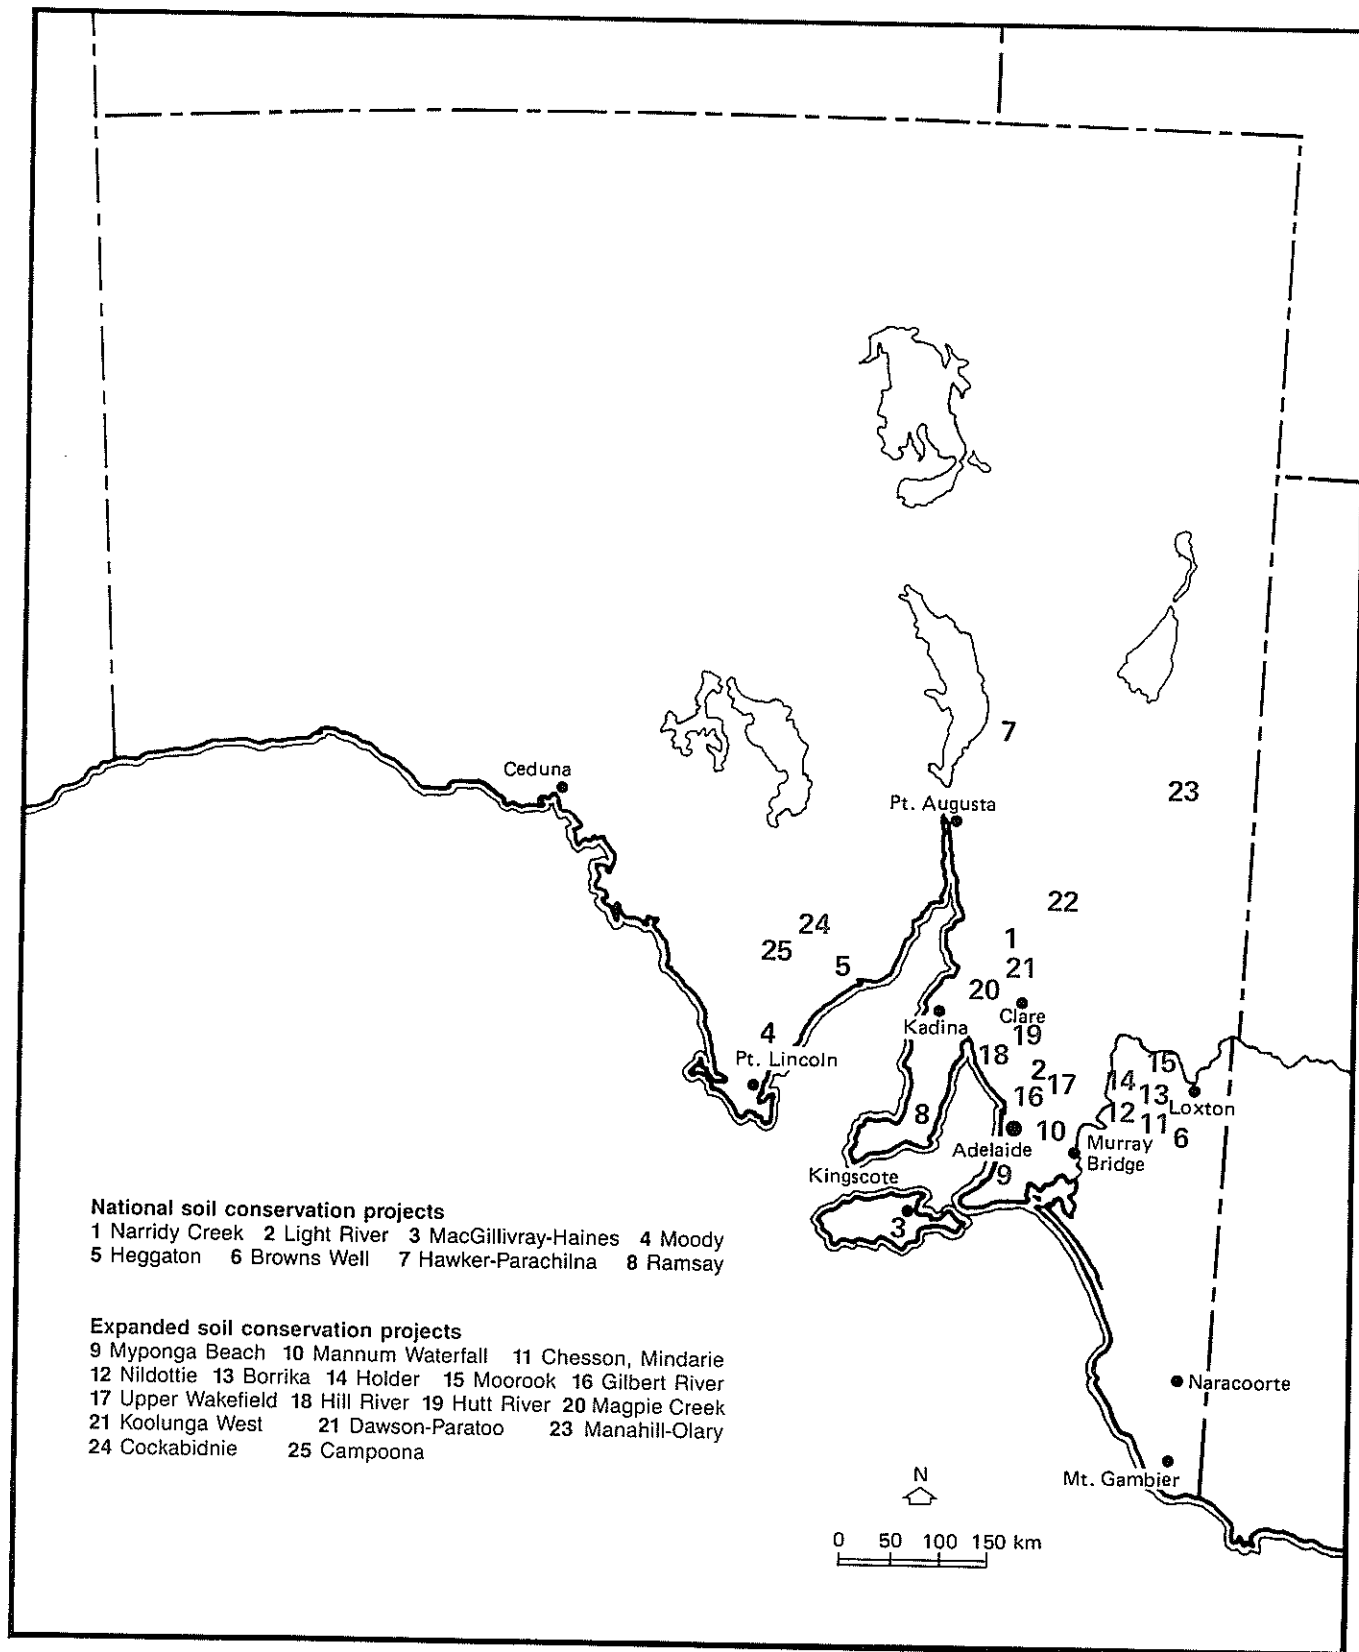 7
Ceduna
23
Pt. Augusta
22
24
1
25
5
21
20
Clare
Kadina
19
4
18
Pt. Lincoln
15
2
17
14
16
13
Loxton
8
12
11
10
6
Adelaide
Murray
Bridge
9
Kingscote
3
National soil conservation projects
1 Narridy Creek 2 Light River 3 MacGillivray-Haines 4 Moody
5 Heggaton 6 Browns Well 7 Hawker-Parachilna 8 Ramsay
Expanded soil conservation projects
9 Myponga Beach 10 Mannum Waterfall 11 Chesson, Mindarie
12 Nildottie 13 Borrika 14 Holder 15 Moorook 16 Gilbert River
17 Upper Wakefield 18 Hill River 19 Hutt River 20 Magpie Creek
21 Koolunga West 21 Dawson-Paratoo 23 Manahill-Olary
24 Cockabidnie 25 Campoona
Naracoorte
Mt. Gambier
N
0 50 100 150 km